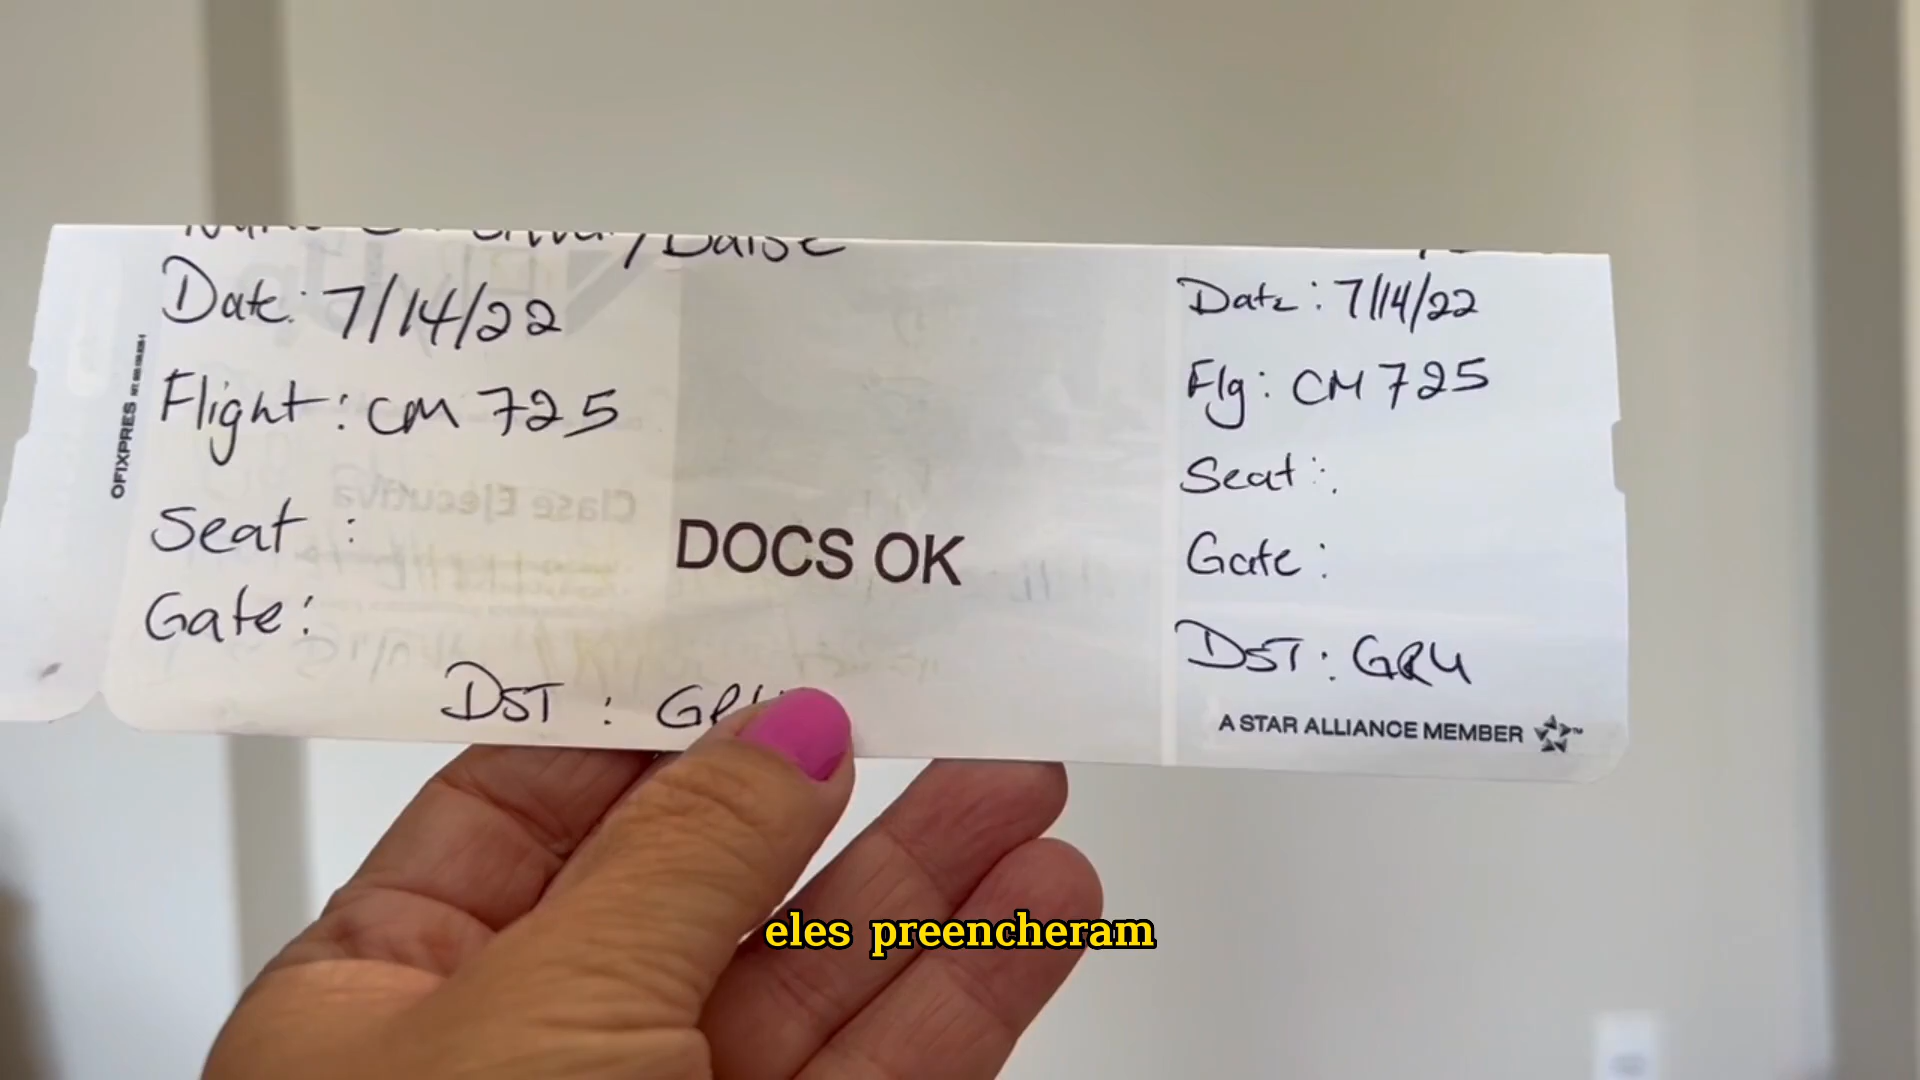 Date: 7/14/22
Flight: CM 725
Seat :
Gate:
DST : GRU
DOCS OK
OFIXPRES
Clase Ejecutiva
Date: 7/14/22
Flg: CM 725
Seat:
Gate:
DST: GRU
A STAR ALLIANCE MEMBER
eles preencheram